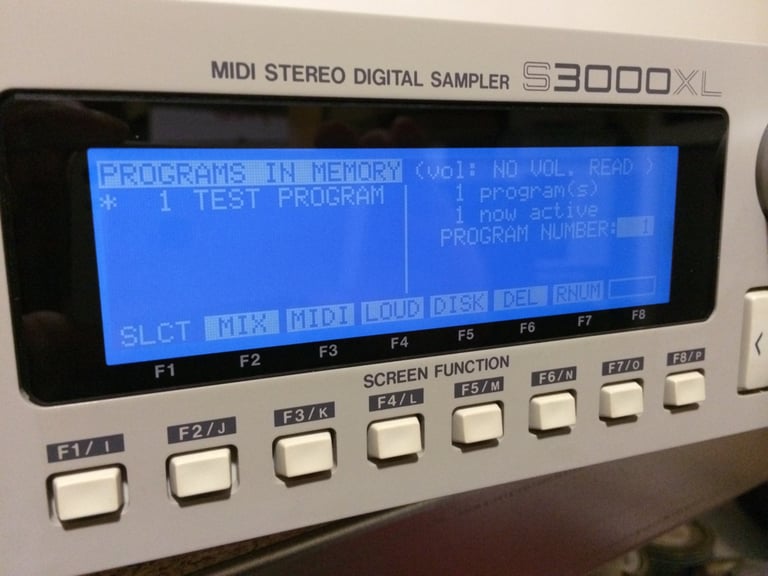 MIDI STEREO DIGITAL SAMPLER S3000XL
PROGRAMS IN MEMORY (vol: NO VOL. READ )
* 1 TEST PROGRAM
1 program(s)
1 now active
PROGRAM NUMBER: 1
SLCT MIX MIDI LOUD DISK DEL RNUM
F1 F2 F3 F4 F5 F6 F7 F8
SCREEN FUNCTION
F1/I F2/J F3/K F4/L F5/M F6/N F7/O F8/P
<